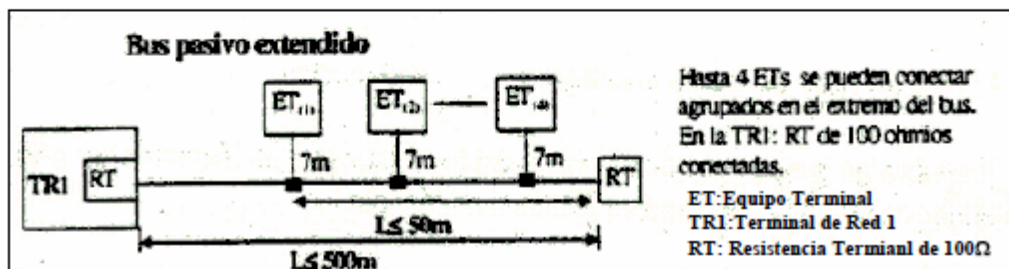 Bus pasivo extendido
ET(1)
ET(2)
ET(4)
7m
7m
7m
TR1
RT
RT
L≤ 50m
L≤ 500m
Hasta 4 ETs se pueden conectar
agrupados en el extremo del bus.
En la TR1: RT de 100 ohmios
conectadas.
ET:Equipo Terminal
TR1:Terminal de Red 1
RT: Resistencia Termianl de 100Ω